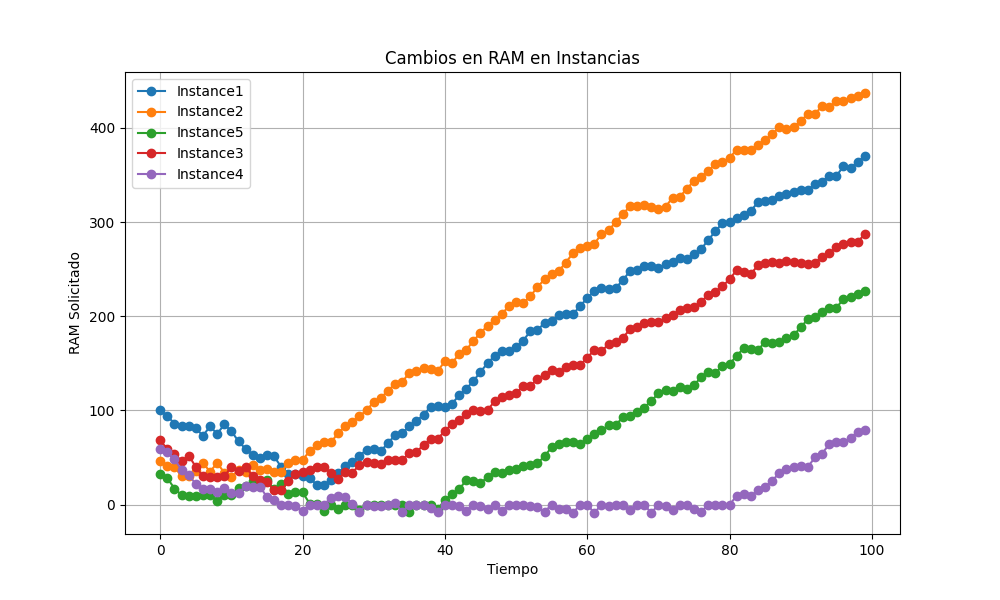 Cambios en RAM en Instancias
Instance1
Instance2
Instance5
Instance3
Instance4
RAM Solicitado
400
300
200
100
0
0 20 40 60 80 100
Tiempo